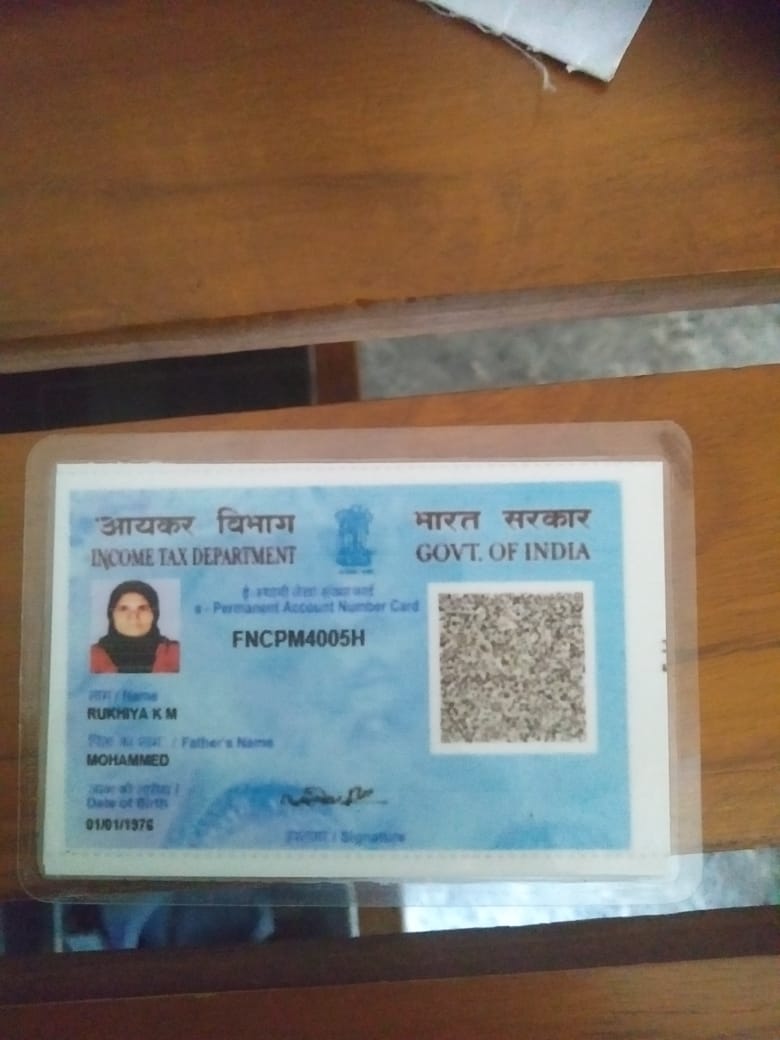 आयकर विभाग
INCOME TAX DEPARTMENT
भारत सरकार
GOVT. OF INDIA
ई-स्थायी लेखा संख्या कार्ड
e - Permanent Account Number Card
FNCPM4005H
नाम / Name
RUKHIYA K M
पिता का नाम / Father's Name
MOHAMMED
जन्म की तारीख /
Date of Birth
01/01/1976
हस्ताक्षर / Signature